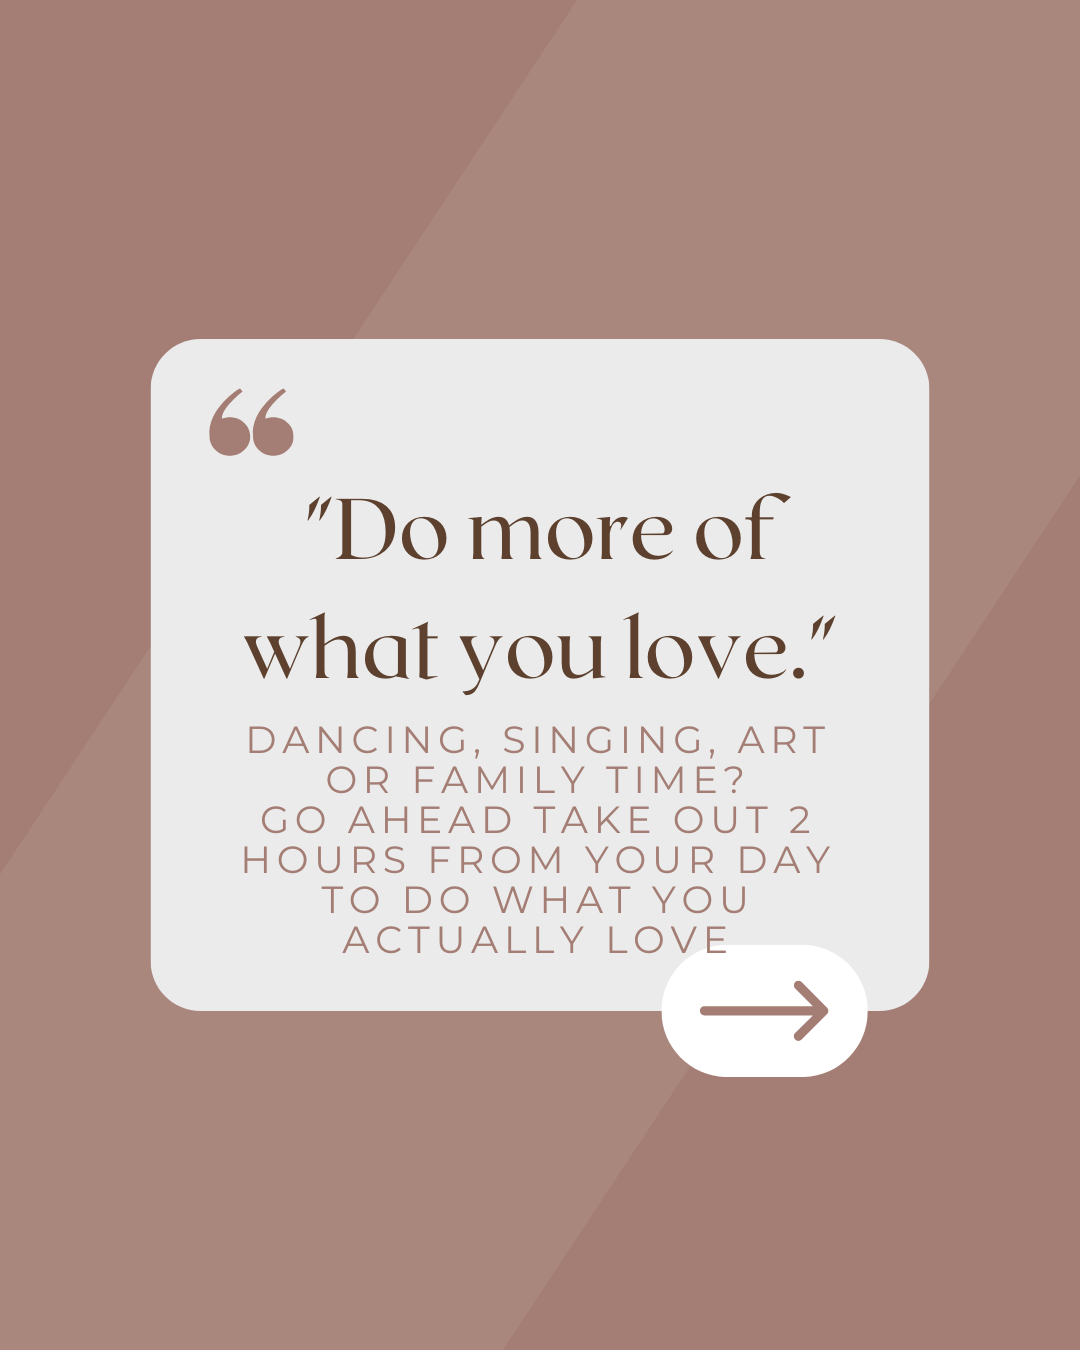 “
"Do more of
what you love."
DANCING, SINGING, ART
OR FAMILY TIME?
GO AHEAD TAKE OUT 2
HOURS FROM YOUR DAY
TO DO WHAT YOU
ACTUALLY LOVE